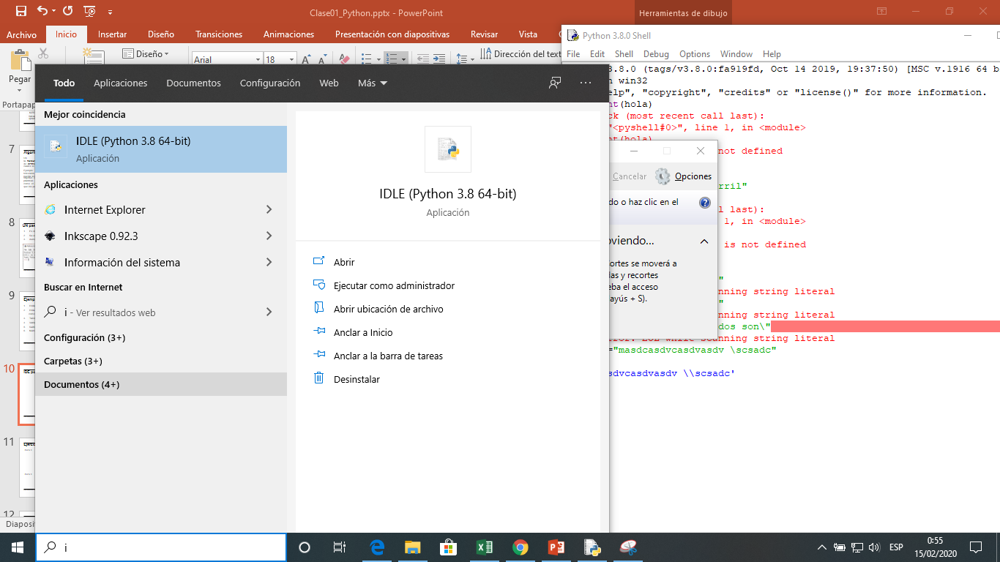 Clase01_Python.pptx - PowerPoint
Herramientas de dibujo
Archivo Inicio Insertar Diseño Transiciones Animaciones Presentación con diapositivas Revisar Vista
Pegar
Diseño
Arial 18
Dirección del text
Portapap
7
8
9
10
11
12
Diaposit
Todo Aplicaciones Documentos Configuración Web Más
Mejor coincidencia
IDLE (Python 3.8 64-bit)
Aplicación
Aplicaciones
Internet Explorer
Inkscape 0.92.3
Información del sistema
Buscar en Internet
i - Ver resultados web
Configuración (3+)
Carpetas (3+)
Documentos (4+)
IDLE (Python 3.8 64-bit)
Aplicación
Abrir
Ejecutar como administrador
Abrir ubicación de archivo
Anclar a Inicio
Anclar a la barra de tareas
Desinstalar
Python 3.8.0 Shell
File Edit Shell Debug Options Window Help
3.8.0 (tags/v3.8.0:fa919fd, Oct 14 2019, 19:37:50) [MSC v.1916 64 b
n win32
elp", "copyright", "credits" or "license()" for more information.
nt(hola)
ck (most recent call last):
"<pyshell#0>", line 1, in <module>
nt(hola)
not defined
rril"
l last):
1, in <module>
is not defined
"
nning string literal
"
nning string literal
dos son\"
rror: EOL while scanning string literal
="masdcasdvcasdvasdv \scsadc"
sdvcasdvasdv \\scsadc'
Cancelar Opciones
do o haz clic en el
oviendo...
cortes se moverá a
las y recortes
eba el acceso
ayús + S).
i
ESP
0:55
15/02/2020